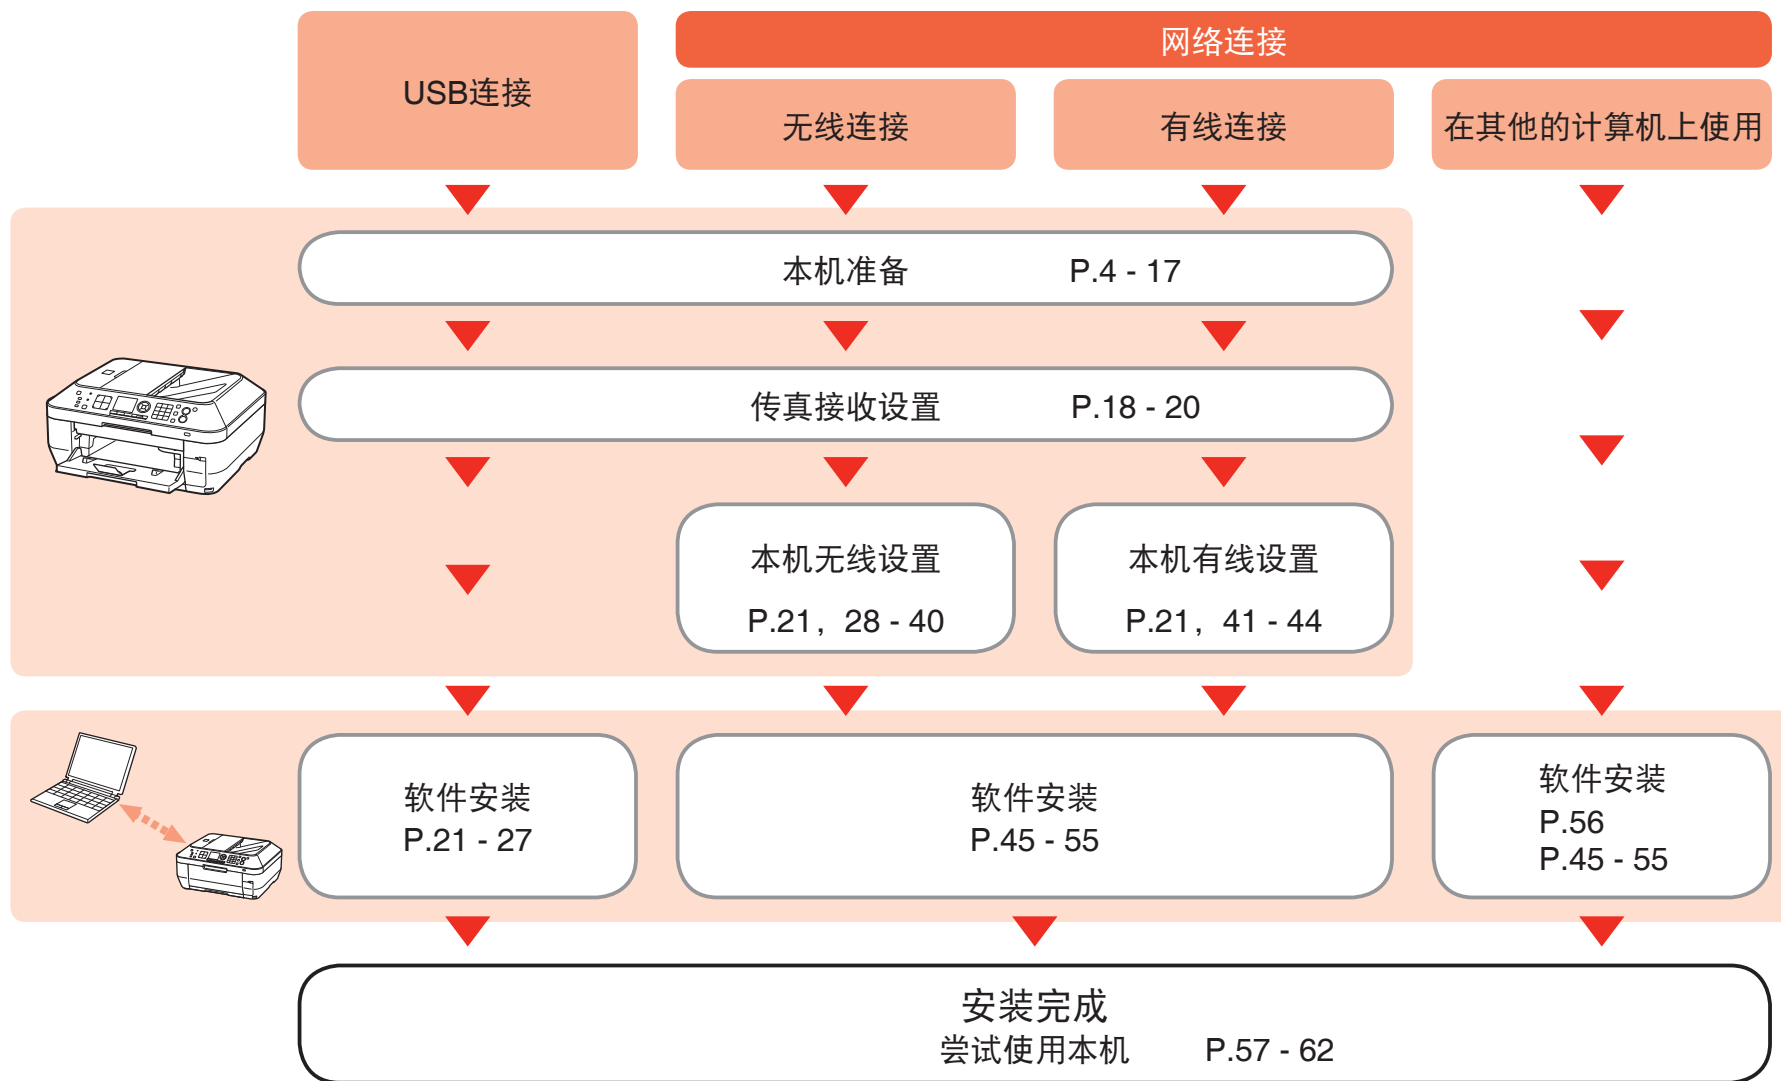 USB连接
网络连接
无线连接
有线连接
在其他的计算机上使用
本机准备 P.4 - 17
传真接收设置 P.18 - 20
本机无线设置
P.21，28 - 40
本机有线设置
P.21，41 - 44
软件安装
P.21 - 27
软件安装
P.45 - 55
软件安装
P.56
P.45 - 55
安装完成
尝试使用本机 P.57 - 62